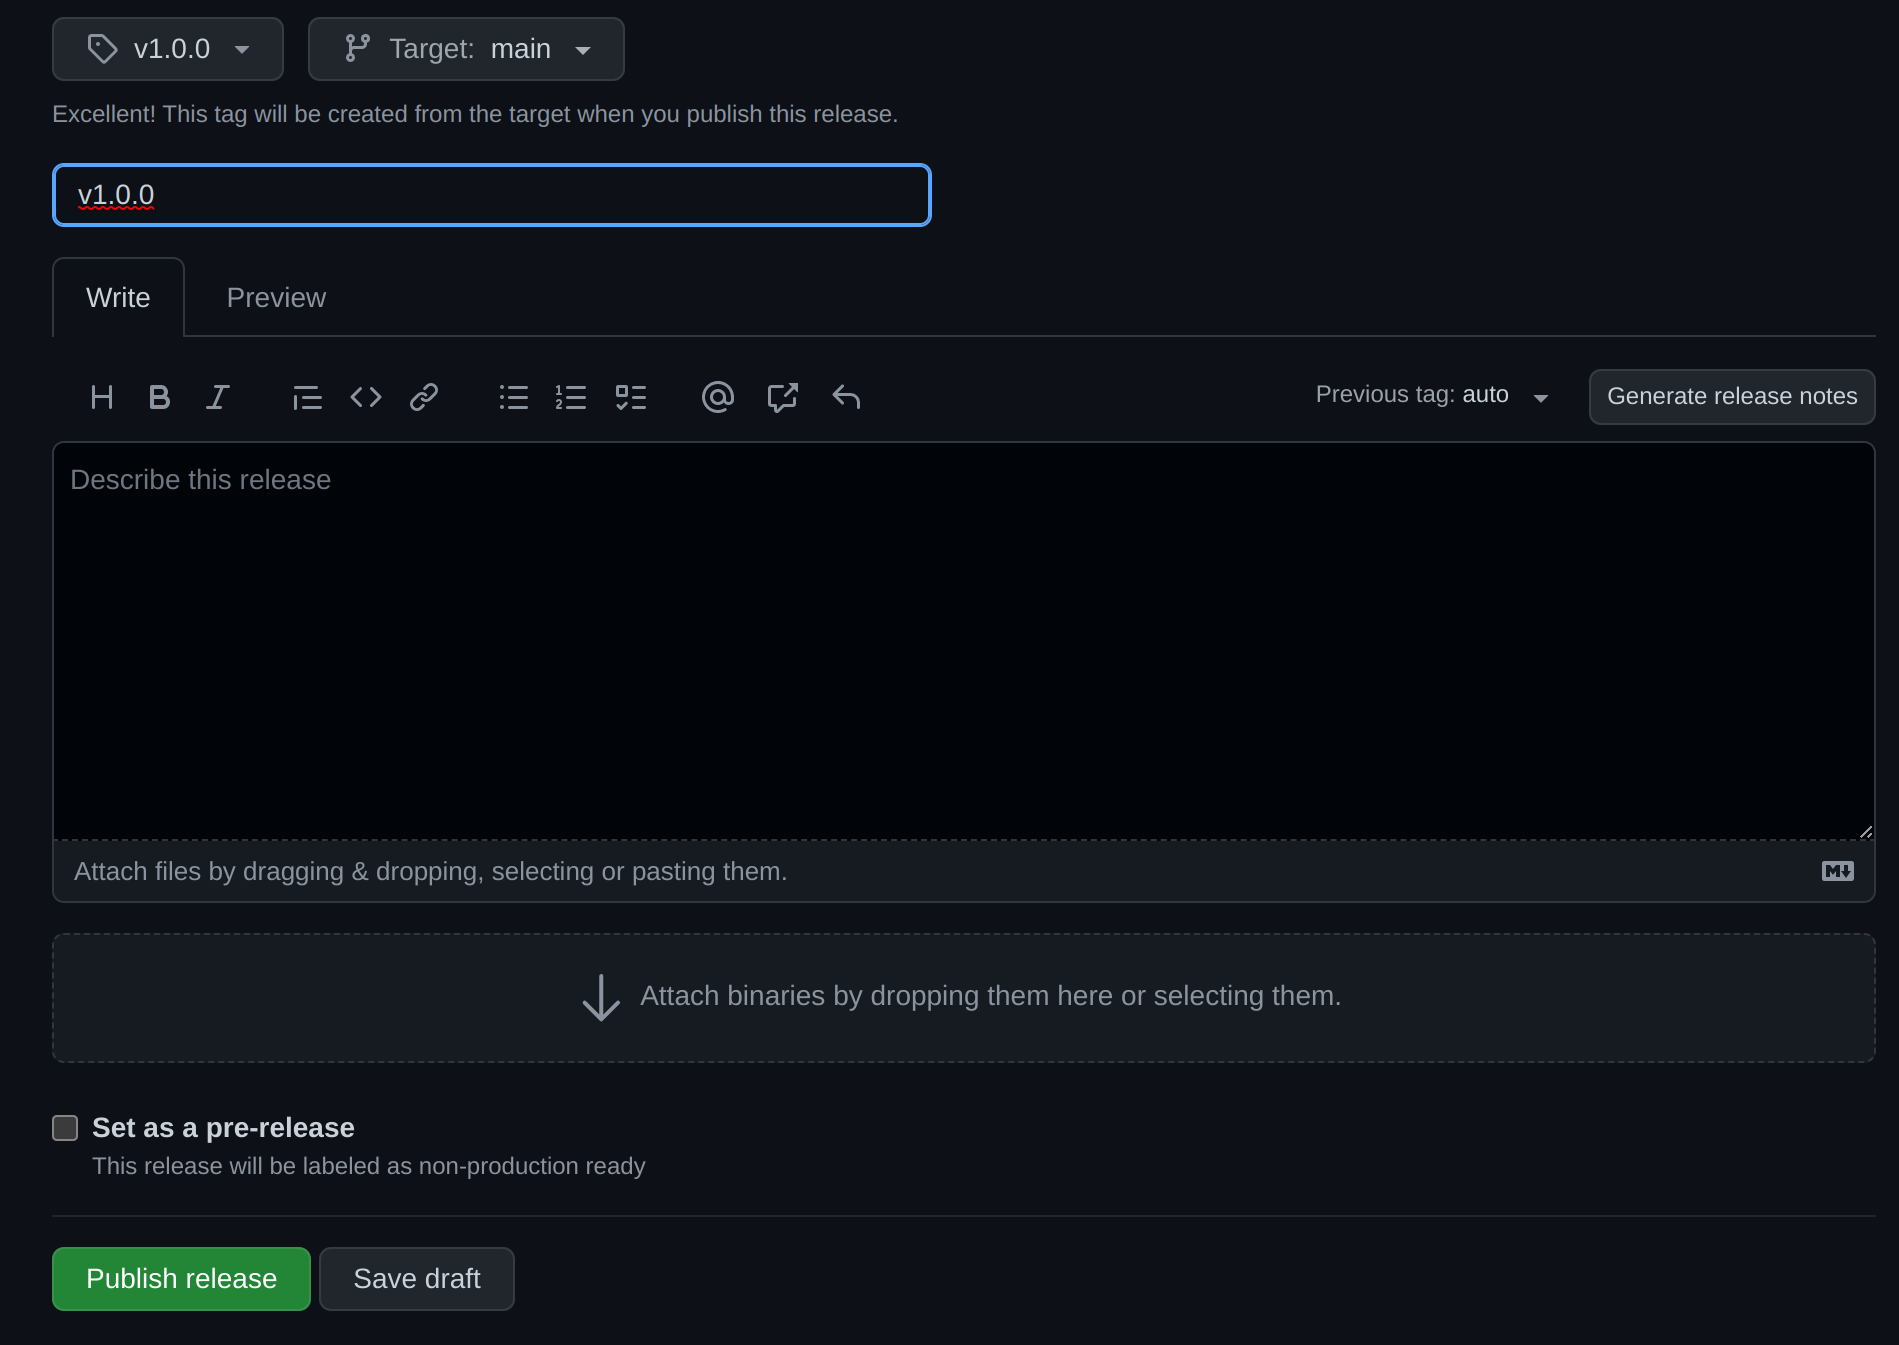 v1.0.0 Target: main
Excellent! This tag will be created from the target when you publish this release.
v1.0.0
Write Preview
H B I Previous tag: auto Generate release notes
Describe this release
Attach files by dragging & dropping, selecting or pasting them.
Attach binaries by dropping them here or selecting them.
Set as a pre-release
This release will be labeled as non-production ready
Publish release Save draft